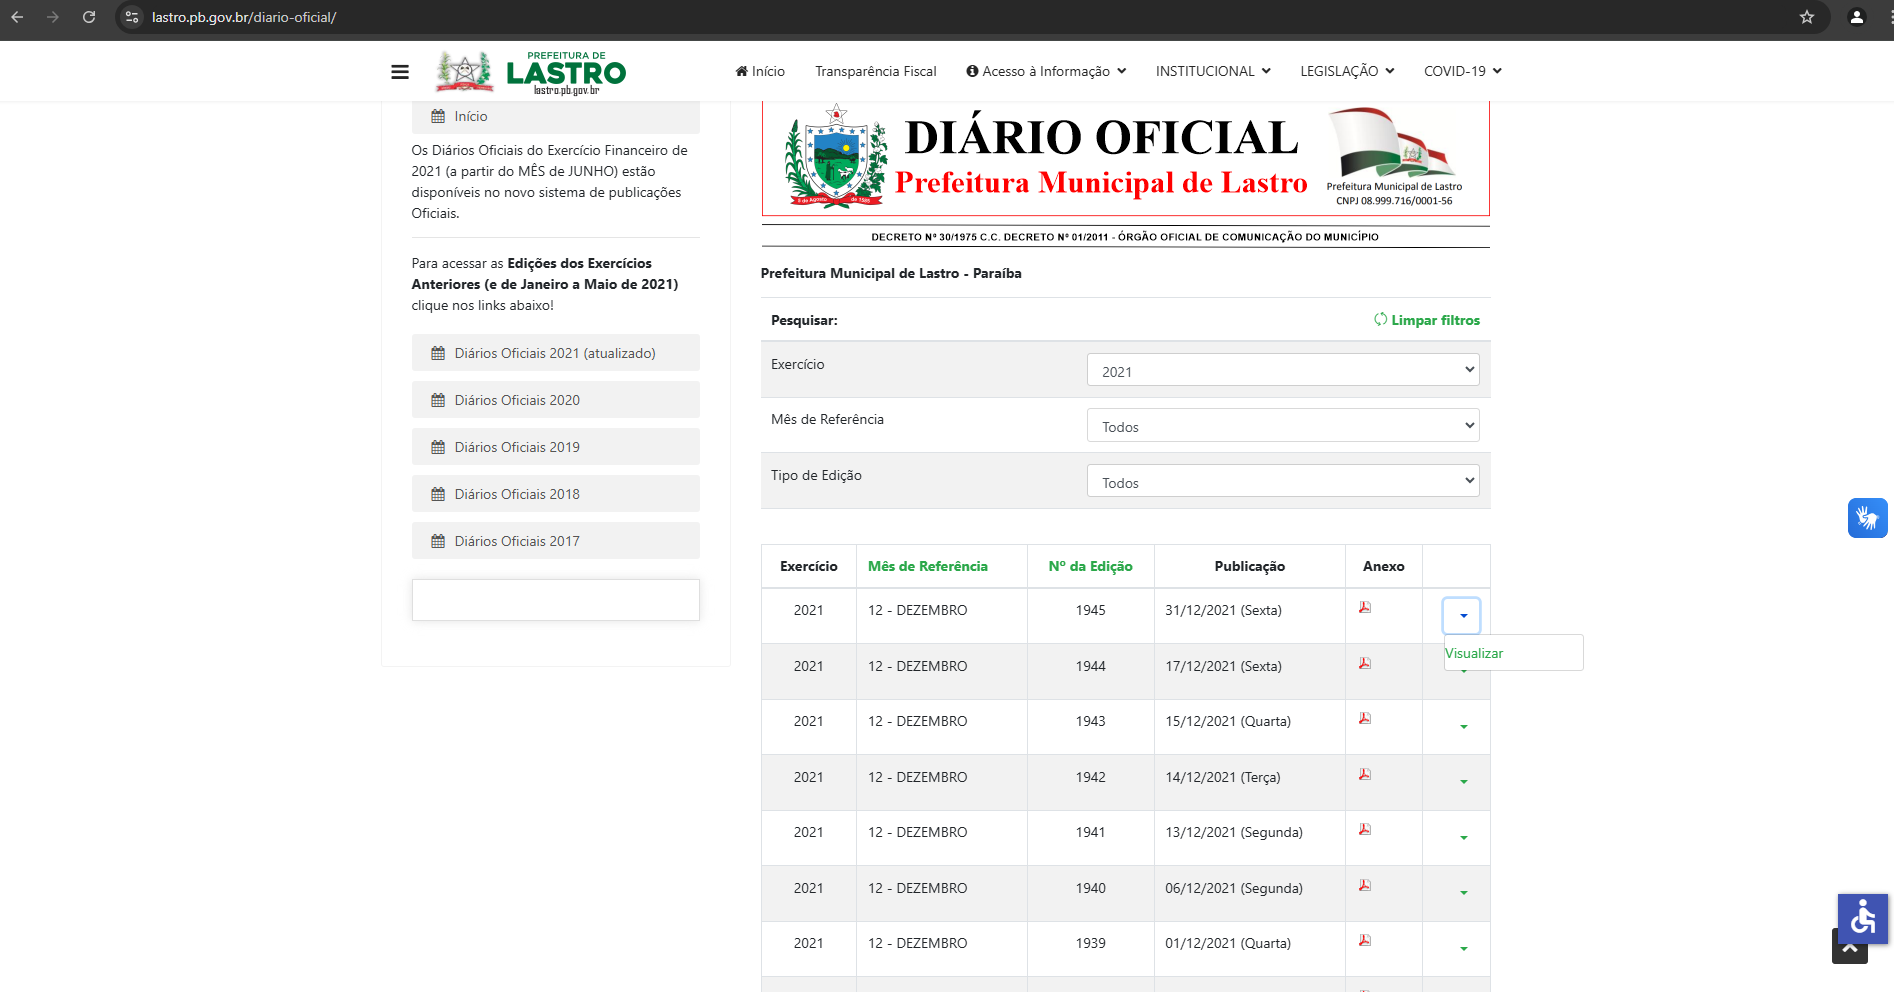 lastro.pb.gov.br/diario-oficial/
PREFEITURA DE
LASTRO
lastro.pb.gov.br
Início
Transparência Fiscal
Acesso à Informação
INSTITUCIONAL
LEGISLAÇÃO
COVID-19
Início
Os Diários Oficiais do Exercício Financeiro de
2021 (a partir do MÊS de JUNHO) estão
disponíveis no novo sistema de publicações
Oficiais.
Para acessar as Edições dos Exercícios
Anteriores (e de Janeiro a Maio de 2021)
clique nos links abaixo!
Diários Oficiais 2021 (atualizado)
Diários Oficiais 2020
Diários Oficiais 2019
Diários Oficiais 2018
Diários Oficiais 2017
DIÁRIO OFICIAL
Prefeitura Municipal de Lastro
Prefeitura Municipal de Lastro
CNPJ 08.999.716/0001-56
DECRETO Nº 30/1975 C.C. DECRETO Nº 01/2011 - ÓRGÃO OFICIAL DE COMUNICAÇÃO DO MUNICÍPIO
Prefeitura Municipal de Lastro - Paraíba
Pesquisar:
Limpar filtros
Exercício
2021
Mês de Referência
Todos
Tipo de Edição
Todos
Exercício Mês de Referência Nº da Edição Publicação Anexo
2021 12 - DEZEMBRO 1945 31/12/2021 (Sexta)
Visualizar
2021 12 - DEZEMBRO 1944 17/12/2021 (Sexta)
2021 12 - DEZEMBRO 1943 15/12/2021 (Quarta)
2021 12 - DEZEMBRO 1942 14/12/2021 (Terça)
2021 12 - DEZEMBRO 1941 13/12/2021 (Segunda)
2021 12 - DEZEMBRO 1940 06/12/2021 (Segunda)
2021 12 - DEZEMBRO 1939 01/12/2021 (Quarta)